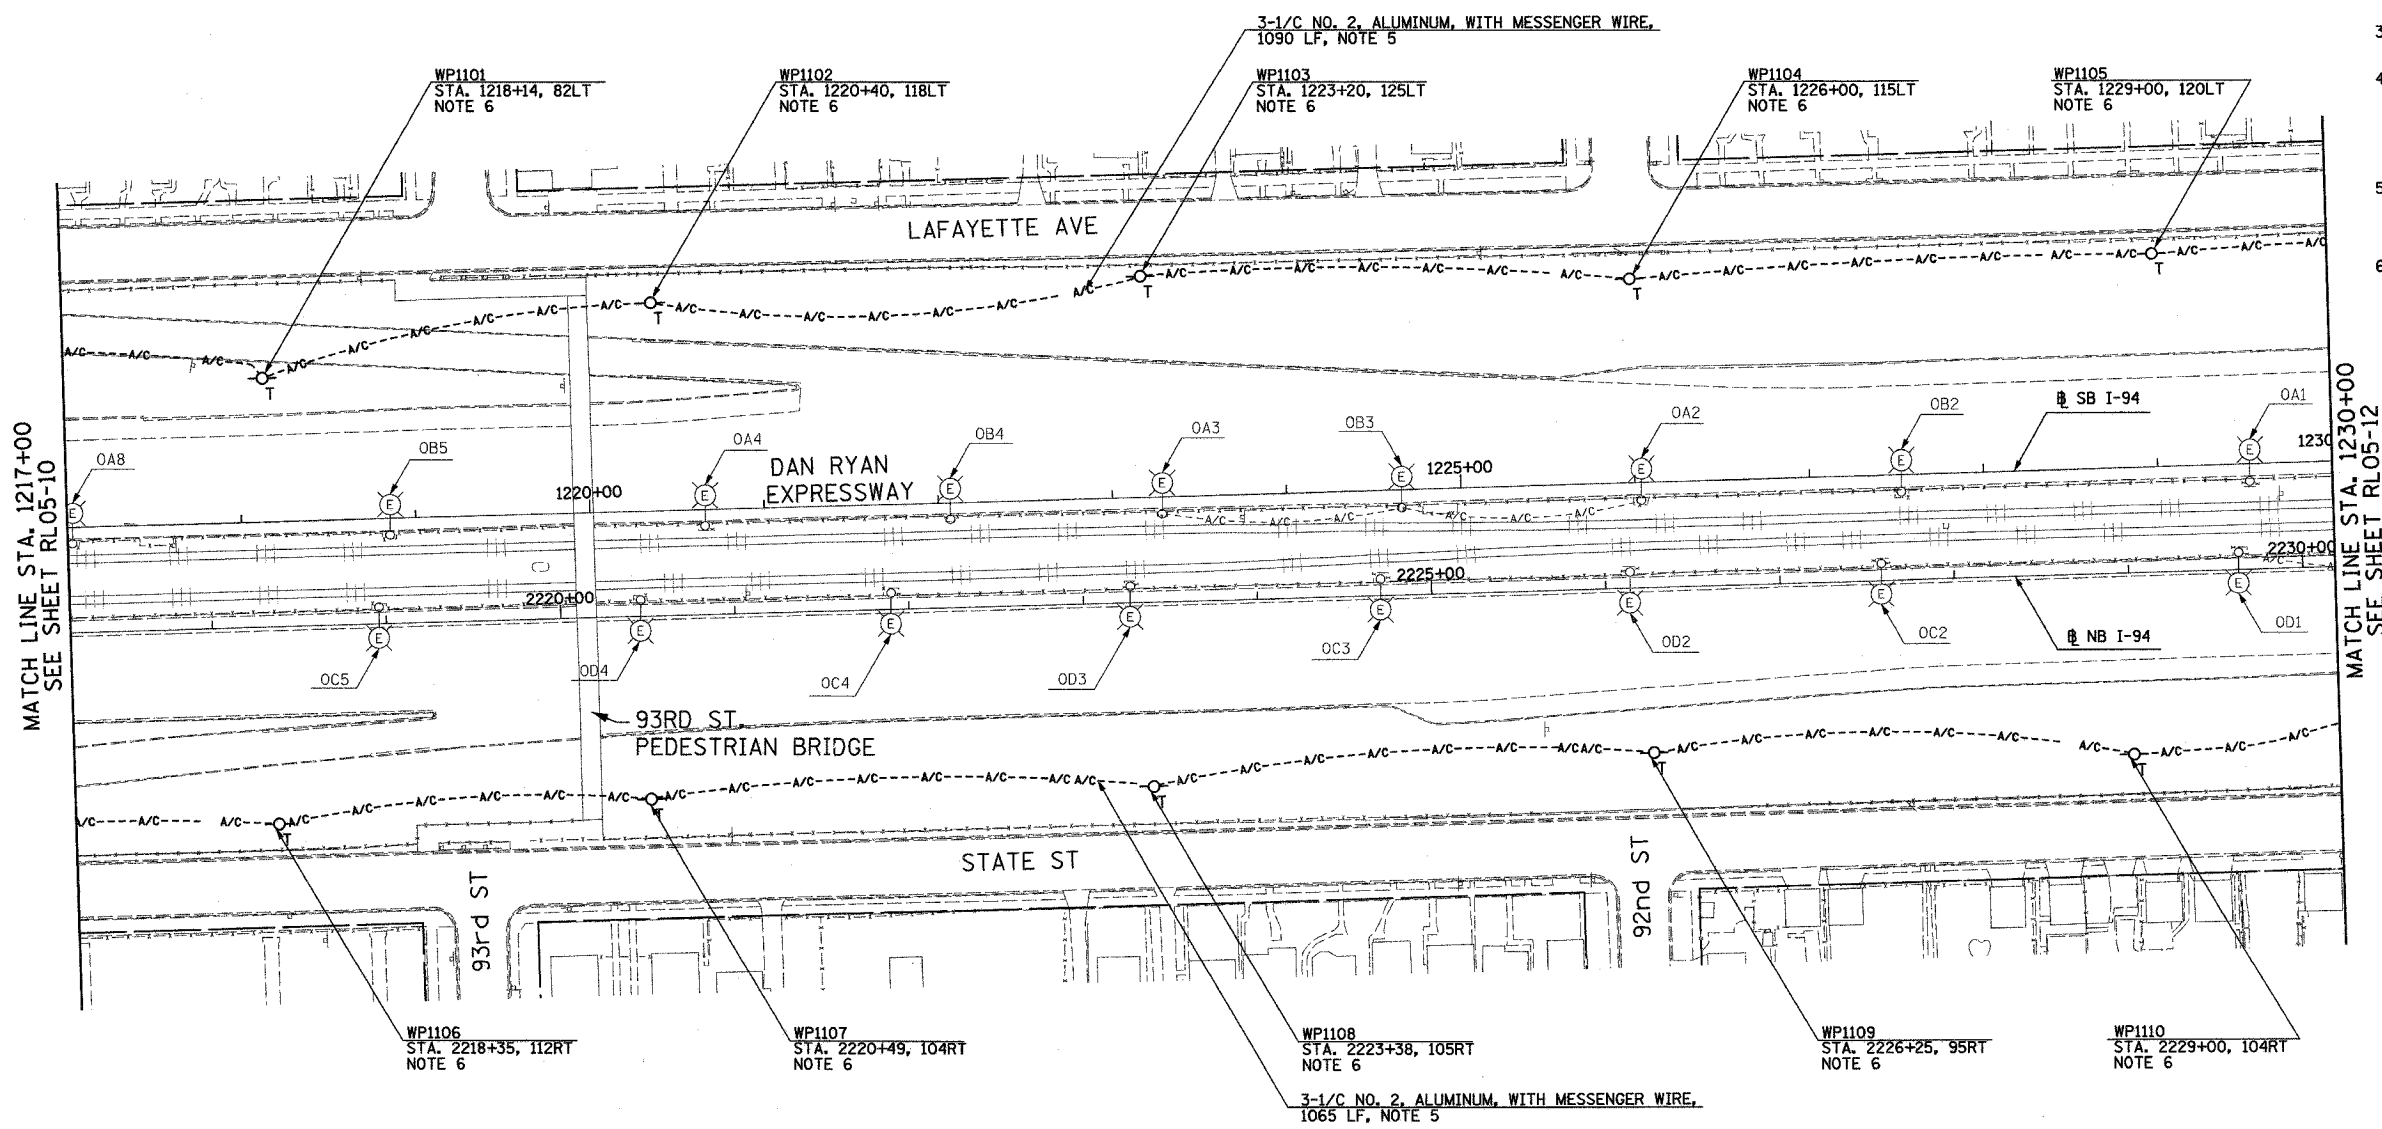 3-1/C NO. 2, ALUMINUM, WITH MESSENGER WIRE,
1090 LF, NOTE 5
3
4
5
6
WP1101
STA. 1218+14, 82LT
NOTE 6
WP1102
STA. 1220+40, 118LT
NOTE 6
WP1103
STA. 1223+20, 125LT
NOTE 6
WP1104
STA. 1226+00, 115LT
NOTE 6
WP1105
STA. 1229+00, 120LT
NOTE 6
LAFAYETTE AVE
A/C A/C A/C A/C A/C A/C A/C A/C A/C
T T T T T
MATCH LINE STA. 1217+00
SEE SHEET RL05-10
MATCH LINE STA. 1230+00
SEE SHEET RL05-12
OA8
OB5
OA4
OB4
OA3
OB3
OA2
OB2
OA1
E E E E E E E E E
SB I-94
DAN RYAN
EXPRESSWAY
1220+00
1225+00
1230
2220+00
2225+00
2230+00
E E E E E E E E
OC5
OD4
OC4
OD3
OC3
OD2
OC2
OD1
NB I-94
93RD ST.
PEDESTRIAN BRIDGE
A/C A/C A/C A/C A/C A/C A/C A/C A/C
T T T T T
STATE ST
93rd ST
92nd ST
WP1106
STA. 2218+35, 112RT
NOTE 6
WP1107
STA. 2220+49, 104RT
NOTE 6
WP1108
STA. 2223+38, 105RT
NOTE 6
WP1109
STA. 2226+25, 95RT
NOTE 6
WP1110
STA. 2229+00, 104RT
NOTE 6
3-1/C NO. 2, ALUMINUM, WITH MESSENGER WIRE,
1065 LF, NOTE 5